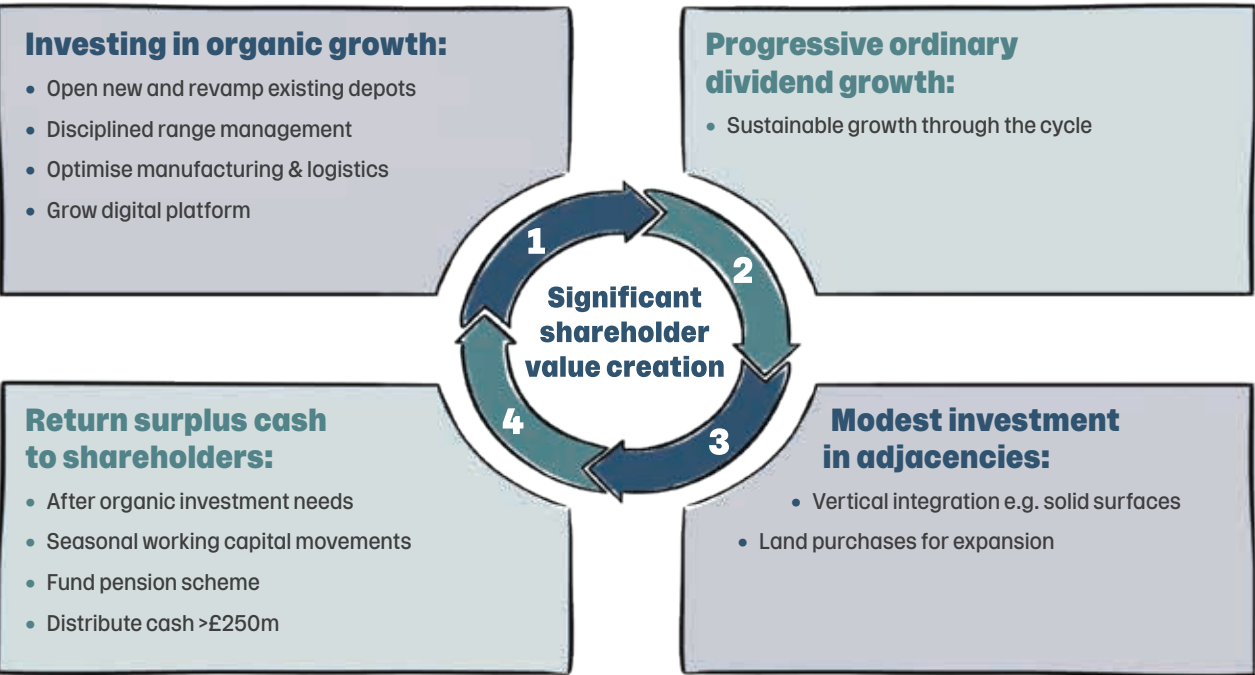 Investing in organic growth:
• Open new and revamp existing depots
• Disciplined range management
• Optimise manufacturing & logistics
• Grow digital platform
Progressive ordinary
dividend growth:
• Sustainable growth through the cycle
1
2
3
4
Significant
shareholder
value creation
Return surplus cash
to shareholders:
• After organic investment needs
• Seasonal working capital movements
• Fund pension scheme
• Distribute cash >£250m
Modest investment
in adjacencies:
• Vertical integration e.g. solid surfaces
• Land purchases for expansion